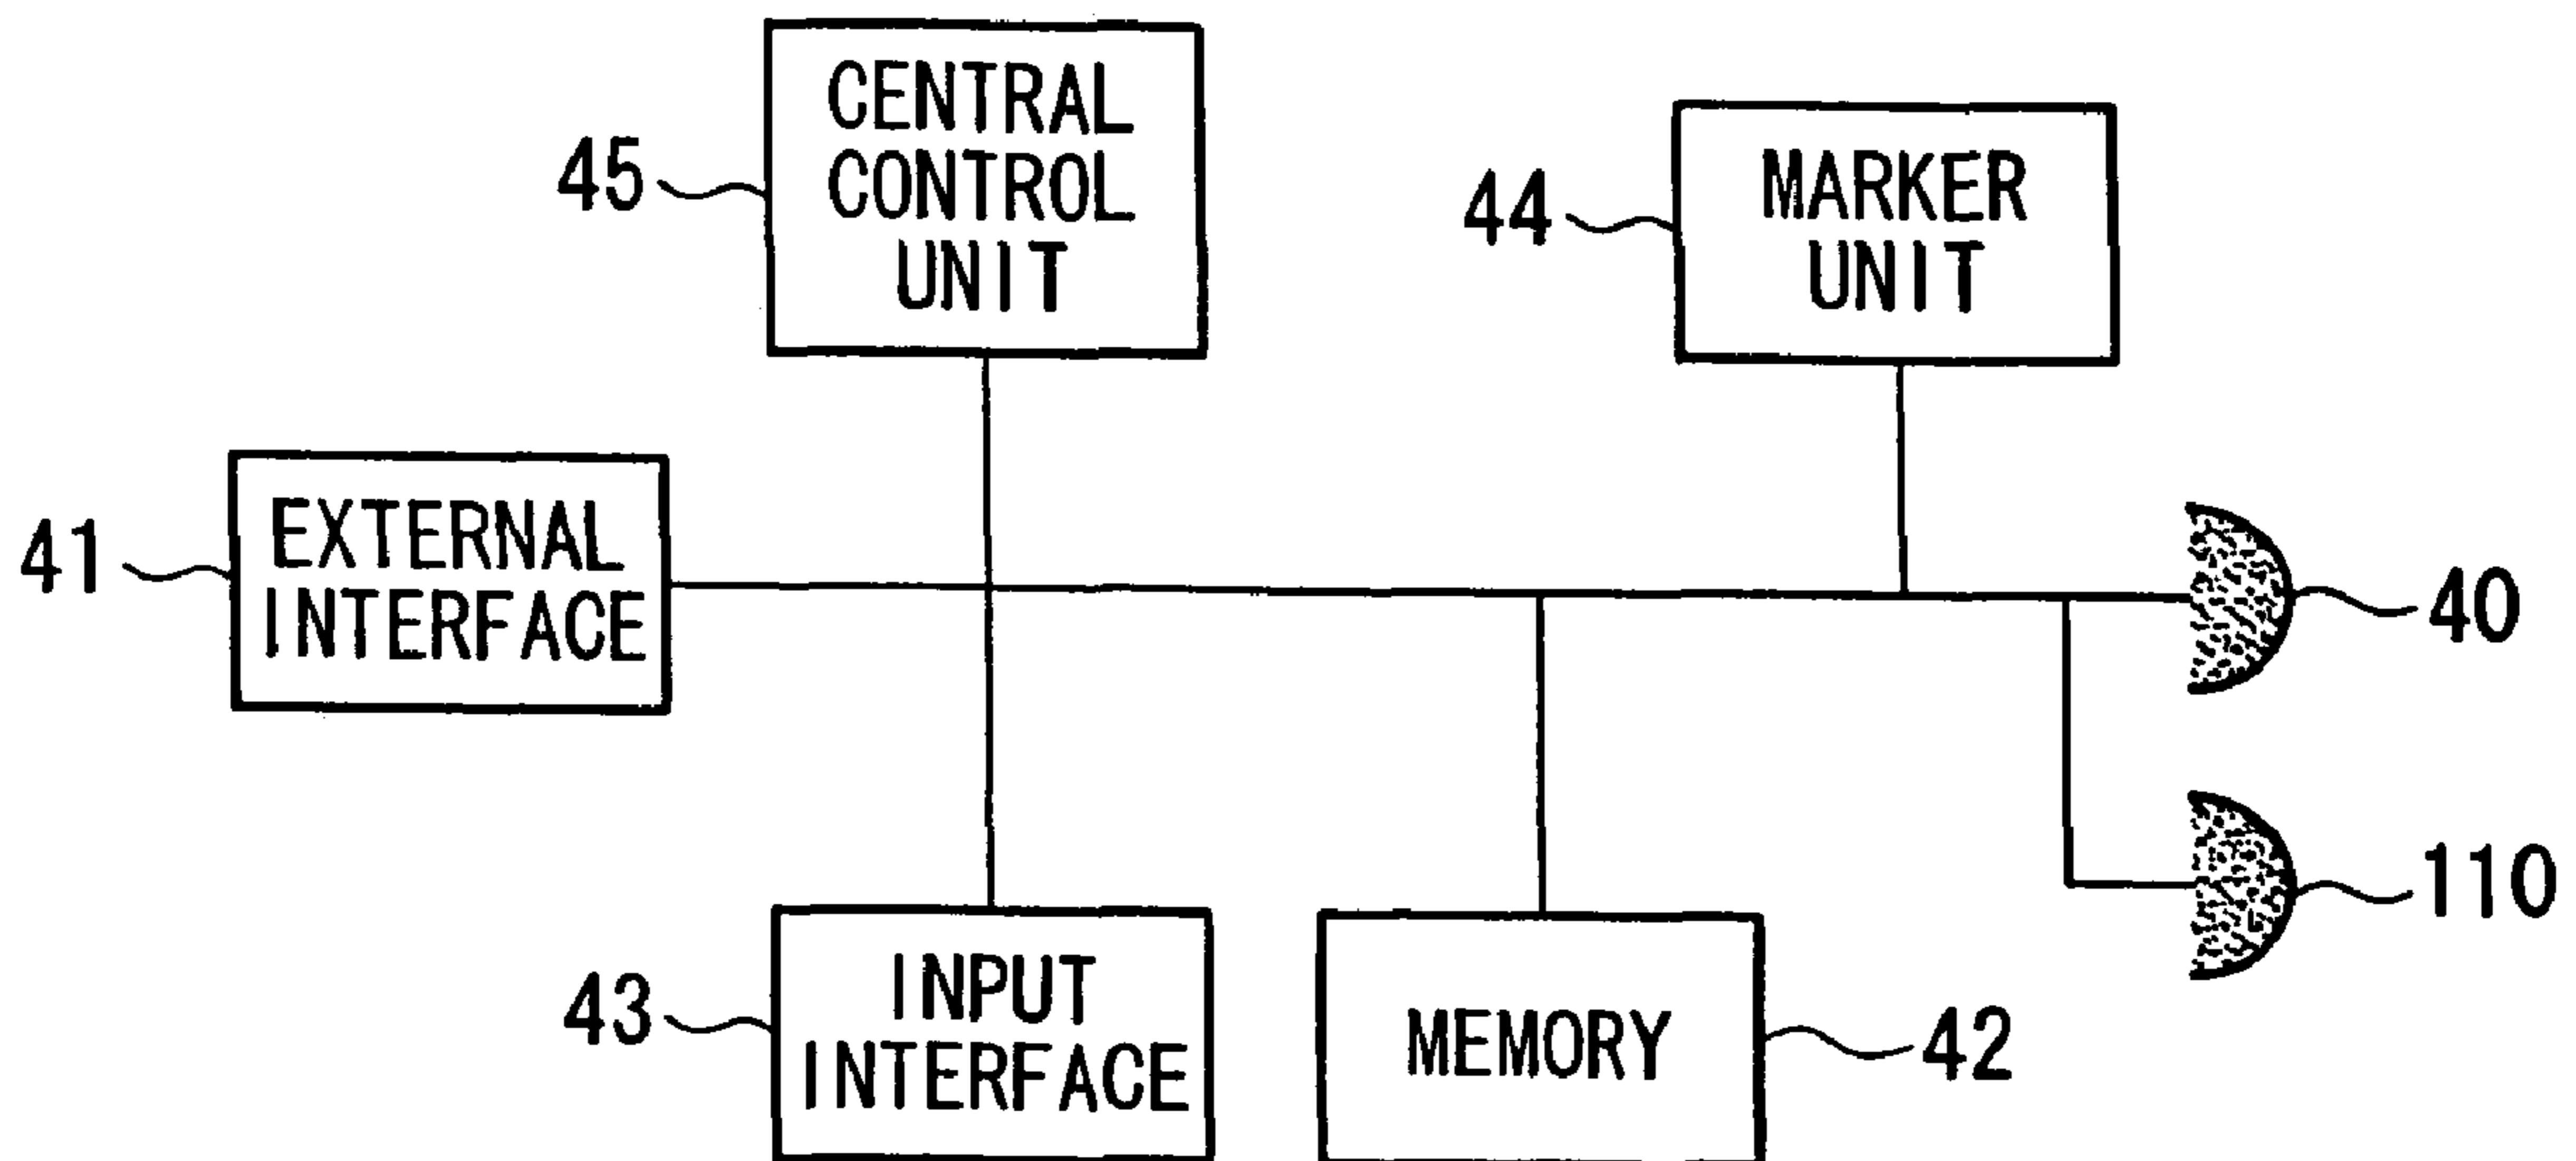 CENTRAL
CONTROL
UNIT
45
MARKER
UNIT
44
EXTERNAL
INTERFACE
41
40
110
INPUT
INTERFACE
43
MEMORY
42